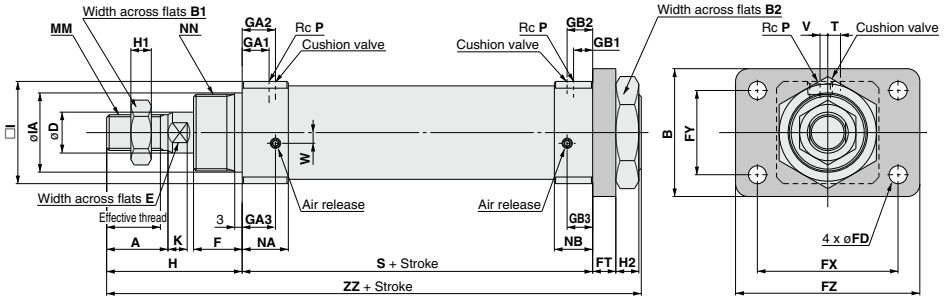 Width across flats B1
MM
H1
NN
GA2
GA1
Rc P
Cushion valve
Rc P
Cushion valve
GB2
GB1
Width across flats B2
Rc P
V
T
Cushion valve
□I
øIA
øD
W
B
FY
Width across flats E
Effective thread
3
GA3
Air release
Air release
GB3
4 x øFD
A
K
F
NA
NB
H
S + Stroke
FT
H2
FX
ZZ + Stroke
FZ